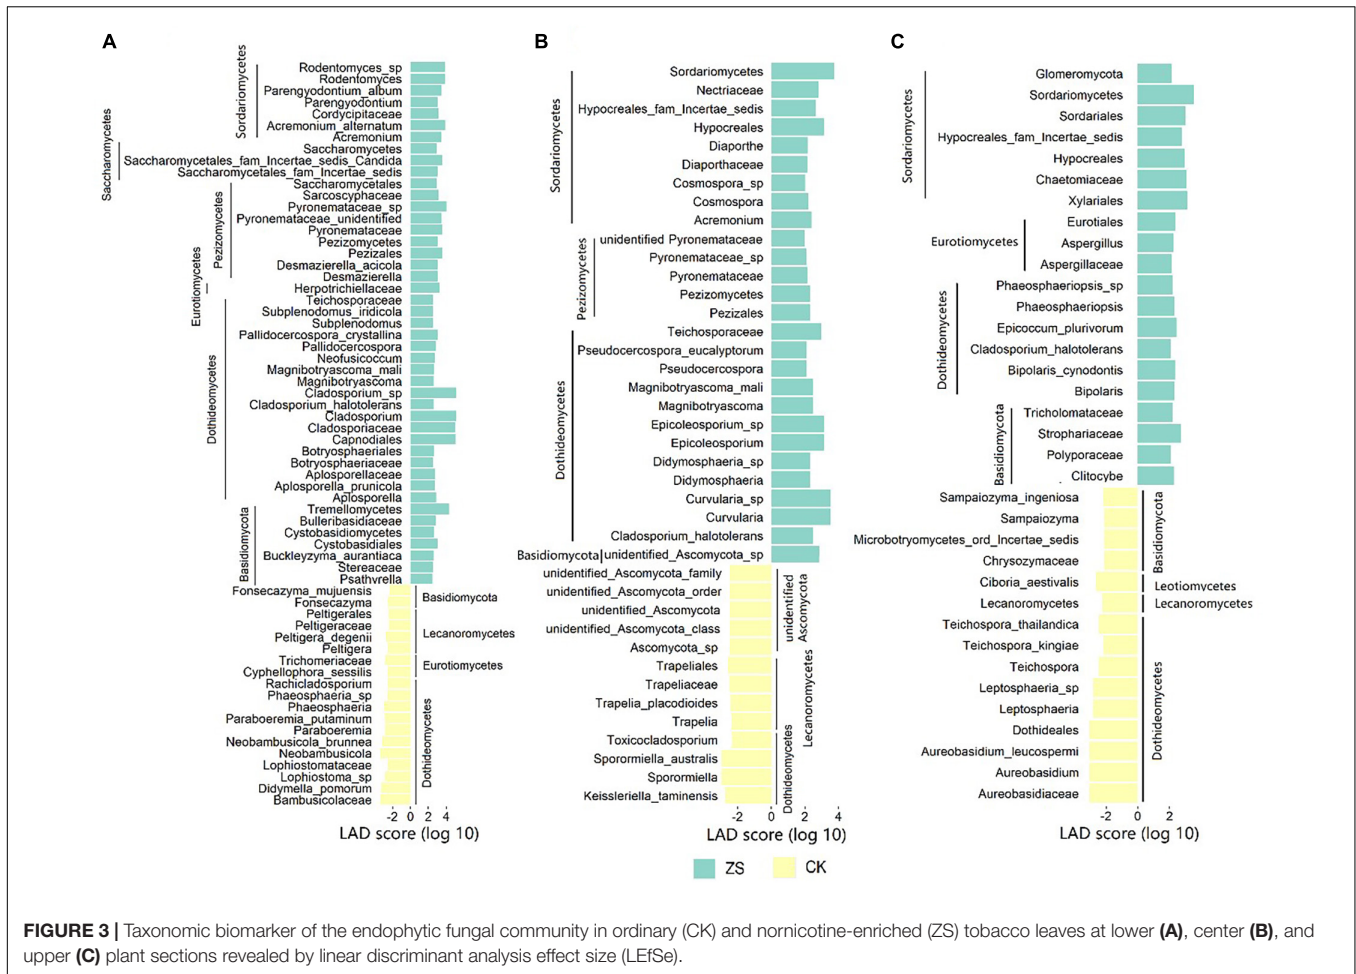 A
Sordariomycetes
Rodentomyces_sp
Rodentomyces
Parengyodontium_album
Parengyodontium
Cordycipitaceae
Acremonium_alternatum
Acremonium
Saccharomycetes
Saccharomycetes
Saccharomycetales_fam_Incertae_sedis_Candida
Saccharomycetales_fam_Incertae_sedis
Saccharomycetales
Pezizomycetes
Sarcoscyphaceae
Pyronemataceae_sp
Pyronemataceae_unidentified
Pyronemataceae
Pezizomycetes
Pezizales
Desmazierella_acicola
Desmazierella
Eurotiomycetes
Herpotrichiellaceae
Dothideomycetes
Teichosporaceae
Subplenodomus_iridicola
Subplenodomus
Pallidocercospora_crystallina
Pallidocercospora
Neofusicoccum
Magnibotryascoma_mali
Magnibotryascoma
Cladosporium_sp
Cladosporium_halotolerans
Cladosporium
Cladosporiaceae
Capnodiales
Botryosphaeriales
Botryosphaeriaceae
Aplosporellaceae
Aplosporella_prunicola
Aplosporella
Basidiomycota
Tremellomycetes
Bulleribasidiaceae
Cystobasidiomycetes
Cystobasidiales
Buckleyzyma_aurantiaca
Stereaceae
Psathyrella
Fonsecazyma_mujuensis
Fonsecazyma
Basidiomycota
Peltigerales
Peltigeraceae
Peltigera_degenii
Peltigera
Lecanoromycetes
Trichomeriaceae
Cyphellophora_sessilis
Eurotiomycetes
Rachicladosporium
Phaeosphaeria_sp
Phaeosphaeria
Paraboeremia_putaminum
Paraboeremia
Neobambusicola_brunnea
Neobambusicola
Lophiostomataceae
Lophiostoma_sp
Didymella_pomorum
Bambusicolaceae
Dothideomycetes
-2 0 2 4
LAD score (log 10)
B
Sordariomycetes
Sordariomycetes
Nectriaceae
Hypocreales_fam_Incertae_sedis
Hypocreales
Diaporthe
Diaporthaceae
Cosmospora_sp
Cosmospora
Acremonium
Pezizomycetes
unidentified Pyronemataceae
Pyronemataceae_sp
Pyronemataceae
Pezizomycetes
Pezizales
Dothideomycetes
Teichosporaceae
Pseudocercospora_eucalyptorum
Pseudocercospora
Magnibotryascoma_mali
Magnibotryascoma
Epicoleosporium_sp
Epicoleosporium
Didymosphaeria_sp
Didymosphaeria
Curvularia_sp
Curvularia
Cladosporium_halotolerans
Basidiomycota
unidentified_Ascomycota_sp
unidentified_Ascomycota_family
unidentified_Ascomycota_order
unidentified_Ascomycota
unidentified_Ascomycota_class
Ascomycota_sp
unidentified
Ascomycota
Trapeliales
Trapeliaceae
Trapelia_placodioides
Trapelia
Lecanoromycetes
Toxicocladosporium
Sporormiella_australis
Sporormiella
Keissleriella_taminensis
Dothideomycetes
-2 0 2 4
LAD score (log 10)
C
Sordariomycetes
Glomeromycota
Sordariomycetes
Sordariales
Hypocreales_fam_Incertae_sedis
Hypocreales
Chaetomiaceae
Xylariales
Eurotiomycetes
Eurotiales
Aspergillus
Aspergillaceae
Dothideomycetes
Phaeosphaeriopsis_sp
Phaeosphaeriopsis
Epicoccum_plurivorum
Cladosporium_halotolerans
Bipolaris_cynodontis
Bipolaris
Basidiomycota
Tricholomataceae
Strophariaceae
Polyporaceae
Clitocybe
Sampaiozyma_ingeniosa
Sampaiozyma
Microbotryomycetes_ord_Incertae_sedis
Chrysozymaceae
Basidiomycota
Ciboria_aestivalis
Leotiomycetes
Lecanoromycetes
Lecanoromycetes
Teichospora_thailandica
Teichospora_kingiae
Teichospora
Leptosphaeria_sp
Leptosphaeria
Dothideales
Aureobasidium_leucospermi
Aureobasidium
Aureobasidiaceae
Dothideomycetes
-2 0 2
LAD score (log 10)
ZS
CK
FIGURE 3 | Taxonomic biomarker of the endophytic fungal community in ordinary (CK) and nornicotine-enriched (ZS) tobacco leaves at lower (A), center (B), and
upper (C) plant sections revealed by linear discriminant analysis effect size (LEfSe).